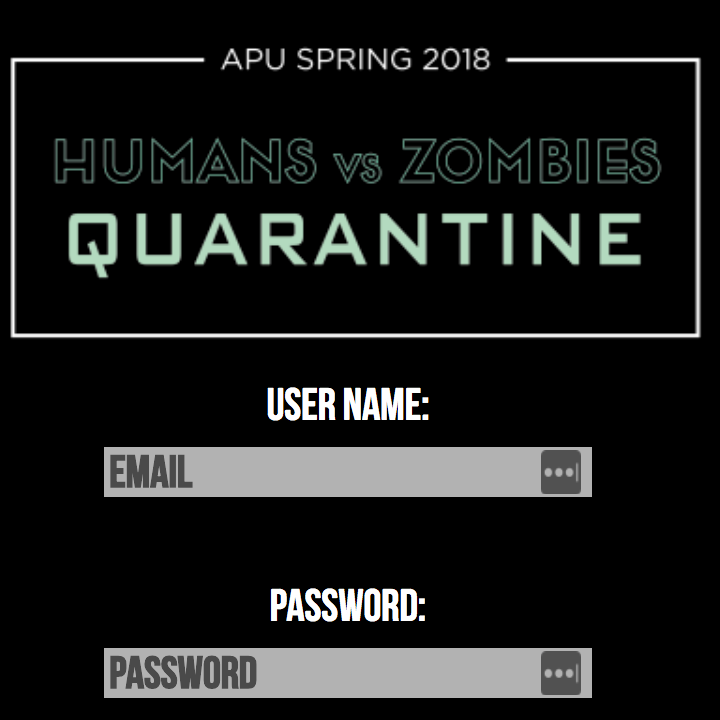 APU SPRING 2018
HUMANS VS ZOMBIES
QUARANTINE
USER NAME:
EMAIL
PASSWORD:
PASSWORD